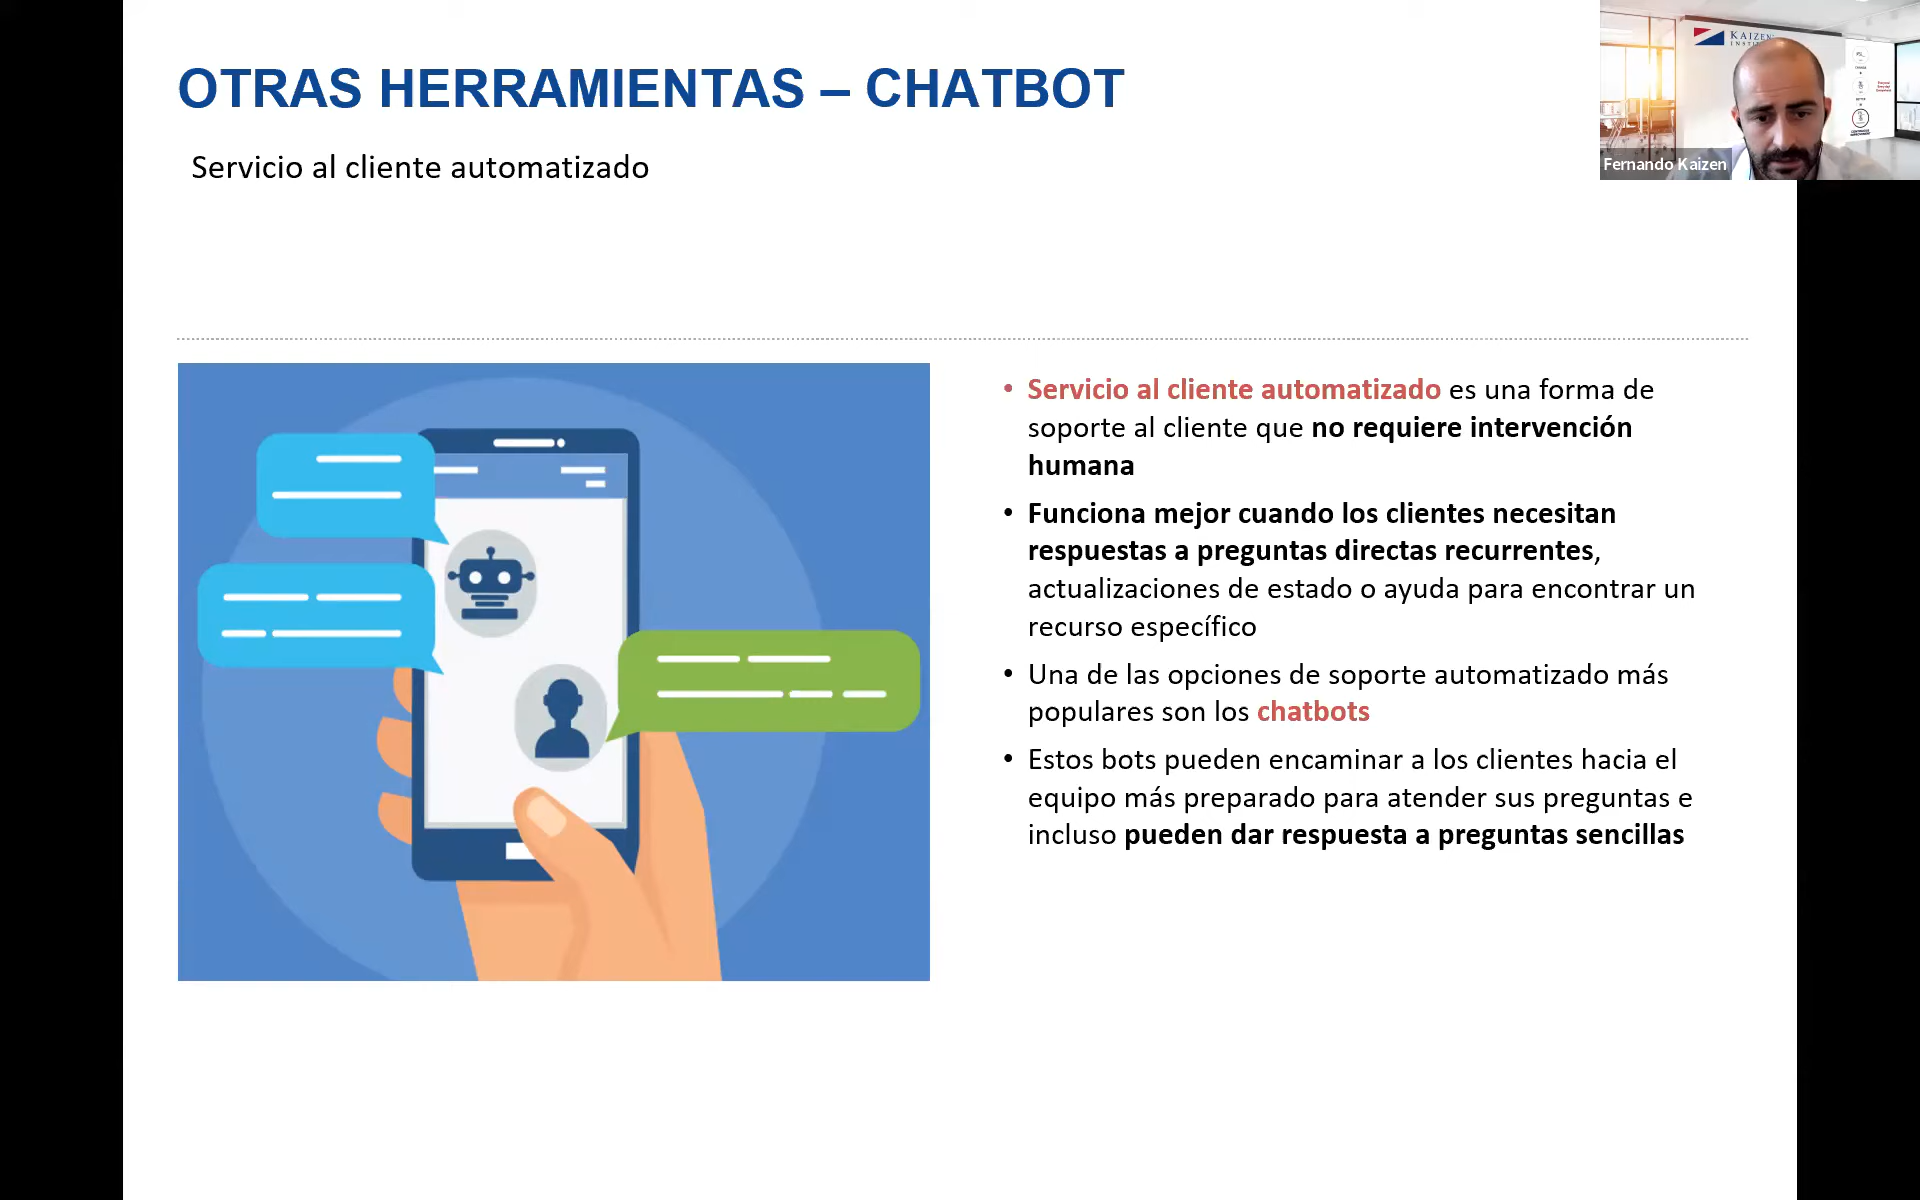 OTRAS HERRAMIENTAS – CHATBOT
Servicio al cliente automatizado
KAIZEN
Fernando Kaizen
• Servicio al cliente automatizado es una forma de
soporte al cliente que no requiere intervención
humana
• Funciona mejor cuando los clientes necesitan
respuestas a preguntas directas recurrentes,
actualizaciones de estado o ayuda para encontrar un
recurso específico
• Una de las opciones de soporte automatizado más
populares son los chatbots
• Estos bots pueden encaminar a los clientes hacia el
equipo más preparado para atender sus preguntas e
incluso pueden dar respuesta a preguntas sencillas